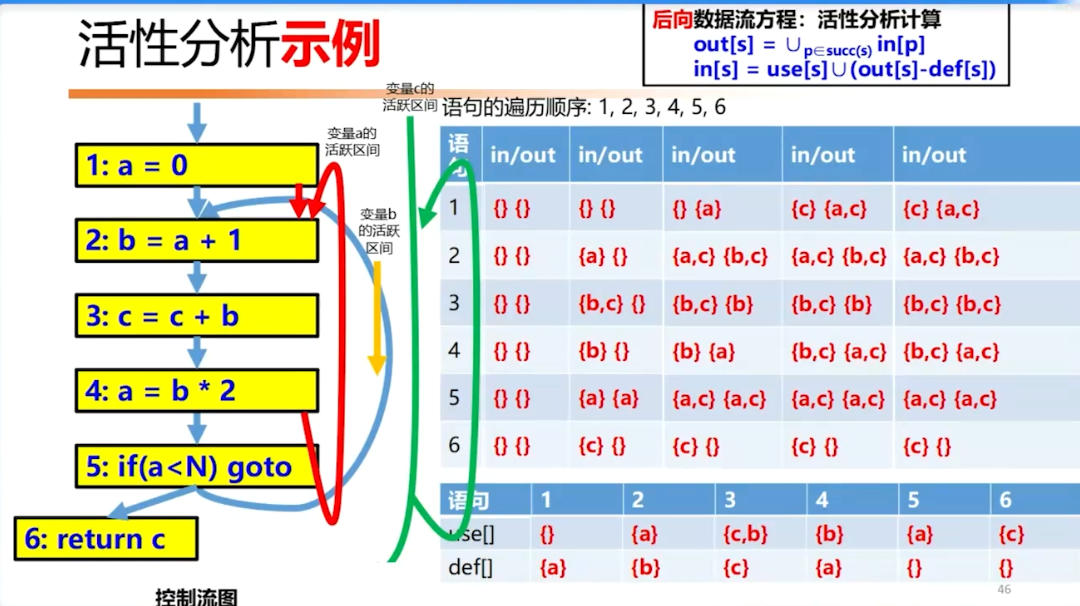 活性分析示例
后向数据流方程：活性分析计算
out[s] = ∪p∈succ(s) in[p]
in[s] = use[s]∪(out[s]-def[s])
变量c的
活跃区间
语句的遍历顺序: 1, 2, 3, 4, 5, 6
变量a的
活跃区间
变量b
的活跃
区间
1: a = 0
2: b = a + 1
3: c = c + b
4: a = b * 2
5: if(a<N) goto
6: return c
控制流图
语句 in/out in/out in/out in/out in/out
1 {} {} {} {} {} {a} {c} {a,c} {c} {a,c}
2 {} {} {a} {} {a,c} {b,c} {a,c} {b,c} {a,c} {b,c}
3 {} {} {b,c} {} {b,c} {b} {b,c} {b} {b,c} {b,c}
4 {} {} {b} {} {b} {a} {b,c} {a,c} {b,c} {a,c}
5 {} {} {a} {a} {a,c} {a,c} {a,c} {a,c} {a,c} {a,c}
6 {} {} {c} {} {c} {} {c} {} {c} {}
语句 1 2 3 4 5 6
use[] {} {a} {c,b} {b} {a} {c}
def[] {a} {b} {c} {a} {} {}
46